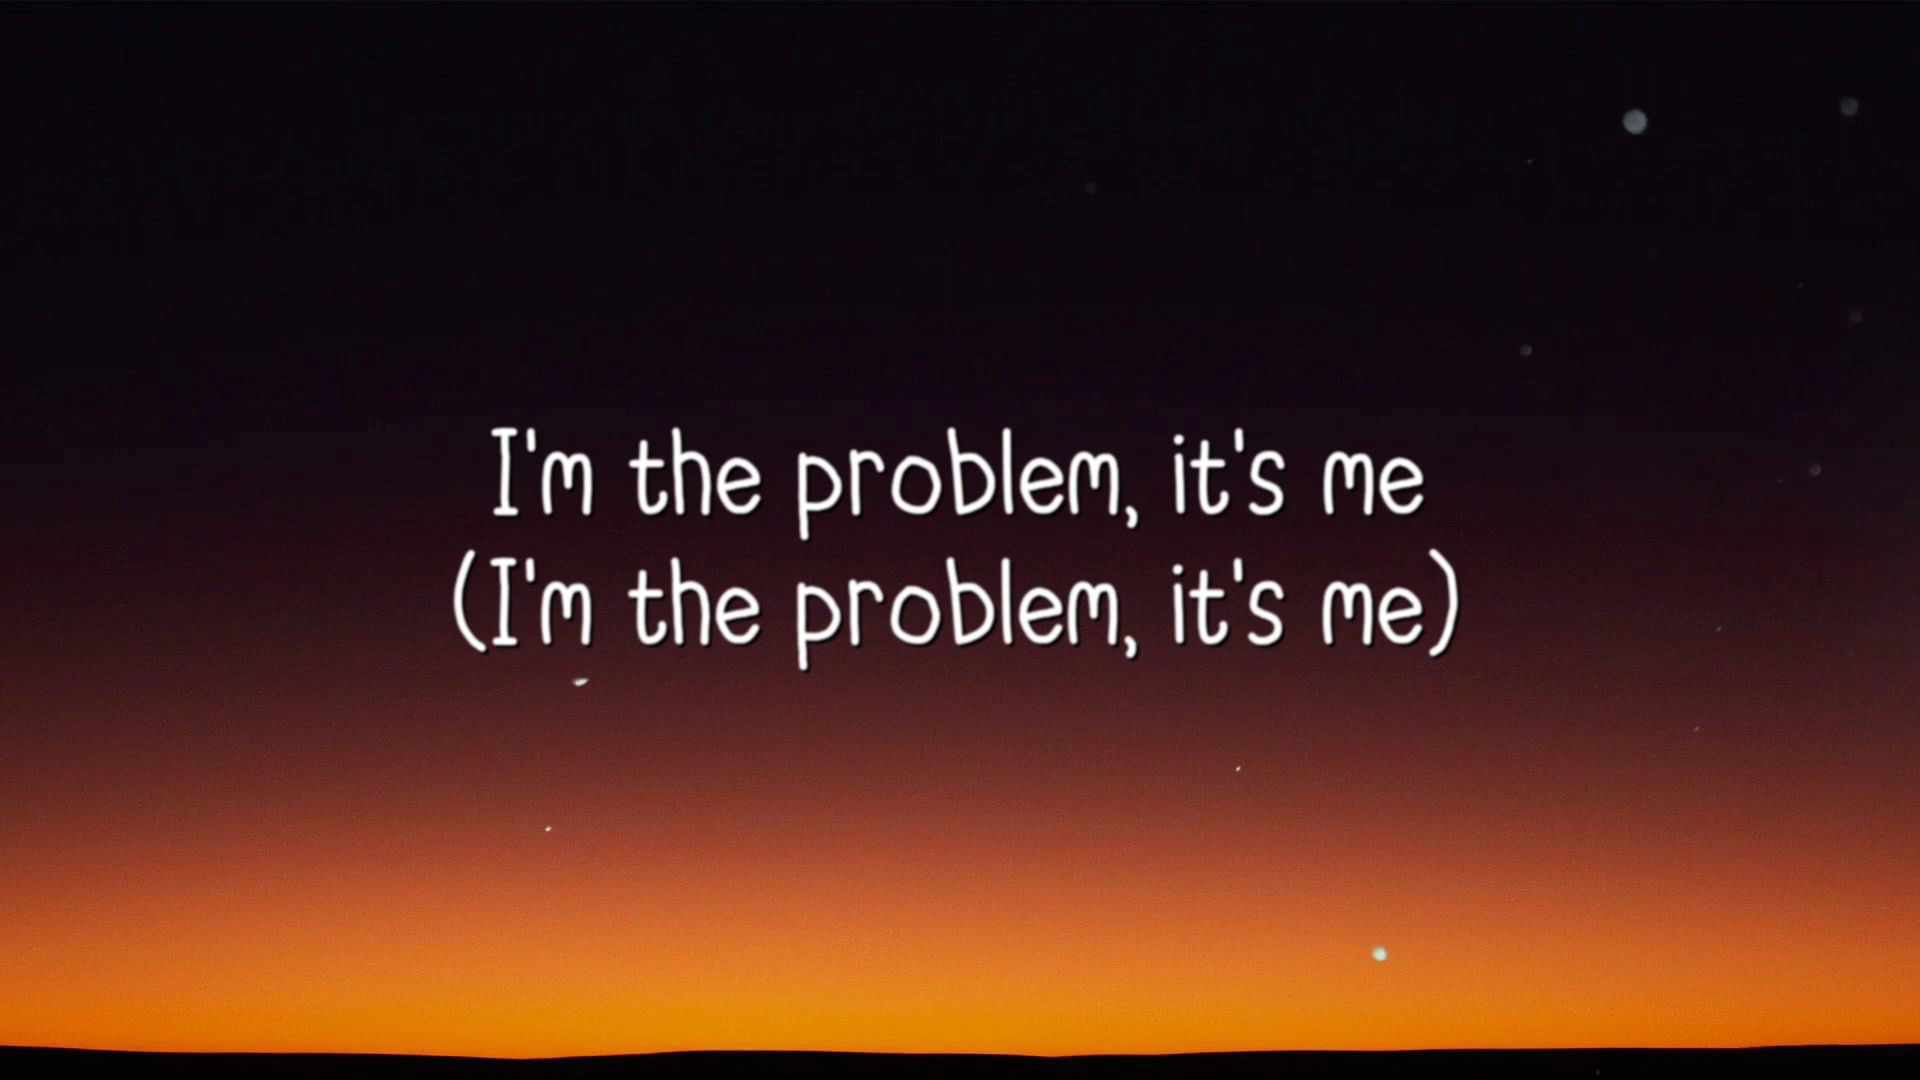 I'm the problem, it's me
(I'm the problem, it's me)